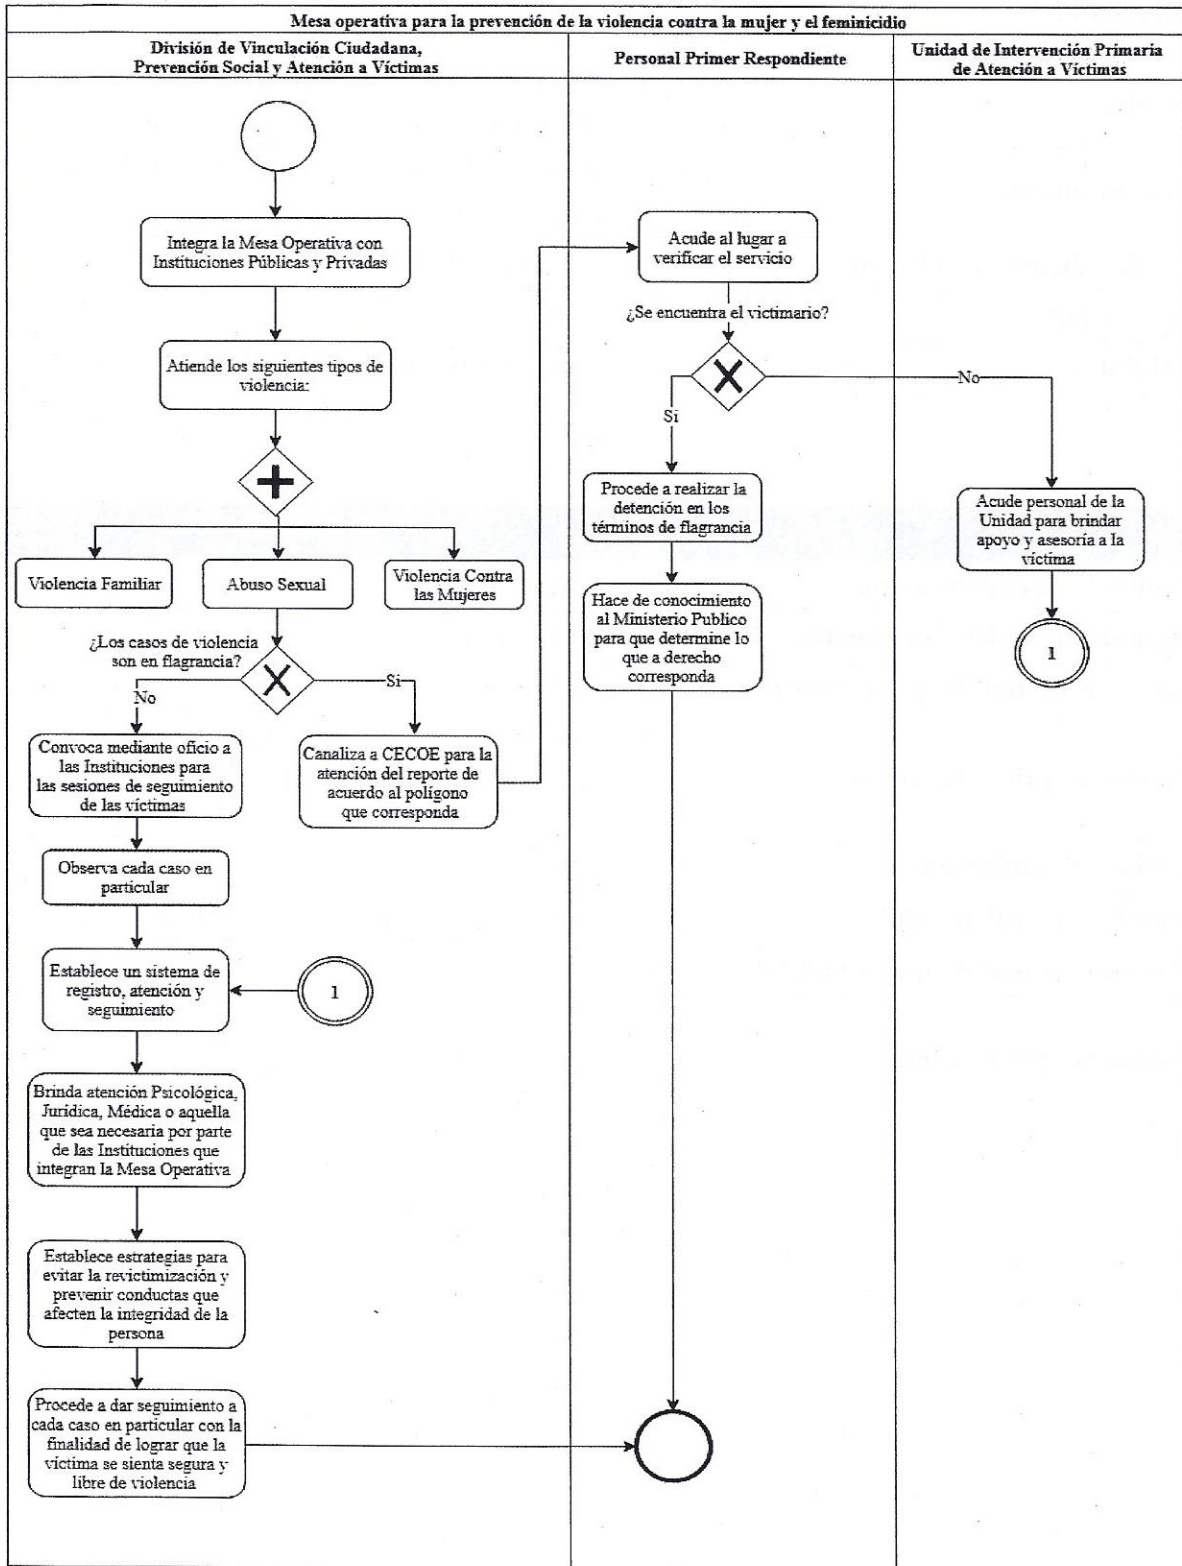 Mesa operativa para la prevención de la violencia contra la mujer y el feminicidio
División de Vinculación Ciudadana,
Prevención Social y Atención a Víctimas
Personal Primer Respondiente
Unidad de Intervención Primaria
de Atención a Víctimas
Integra la Mesa Operativa con
Instituciones Públicas y Privadas
Atiende los siguientes tipos de
violencia:
Violencia Familiar
Abuso Sexual
Violencia Contra
las Mujeres
¿Los casos de violencia
son en flagrancia?
No
Si
Convoca mediante oficio a
las Instituciones para
las sesiones de seguimiento
de las víctimas
Canaliza a CECOE para la
atención del reporte de
acuerdo al polígono
que corresponda
Observa cada caso en
particular
Establece un sistema de
registro, atención y
seguimiento
1
Brinda atención Psicológica,
Jurídica, Médica o aquella
que sea necesaria por parte
de las Instituciones que
integran la Mesa Operativa
Establece estrategias para
evitar la revictimización y
prevenir conductas que
afecten la integridad de la
persona
Procede a dar seguimiento a
cada caso en particular con la
finalidad de lograr que la
víctima se sienta segura y
libre de violencia
Acude al lugar a
verificar el servicio
¿Se encuentra el victimario?
Si
No
Procede a realizar la
detención en los
términos de flagrancia
Hace de conocimiento
al Ministerio Publico
para que determine lo
que a derecho
corresponda
Acude personal de la
Unidad para brindar
apoyo y asesoría a la
víctima
1